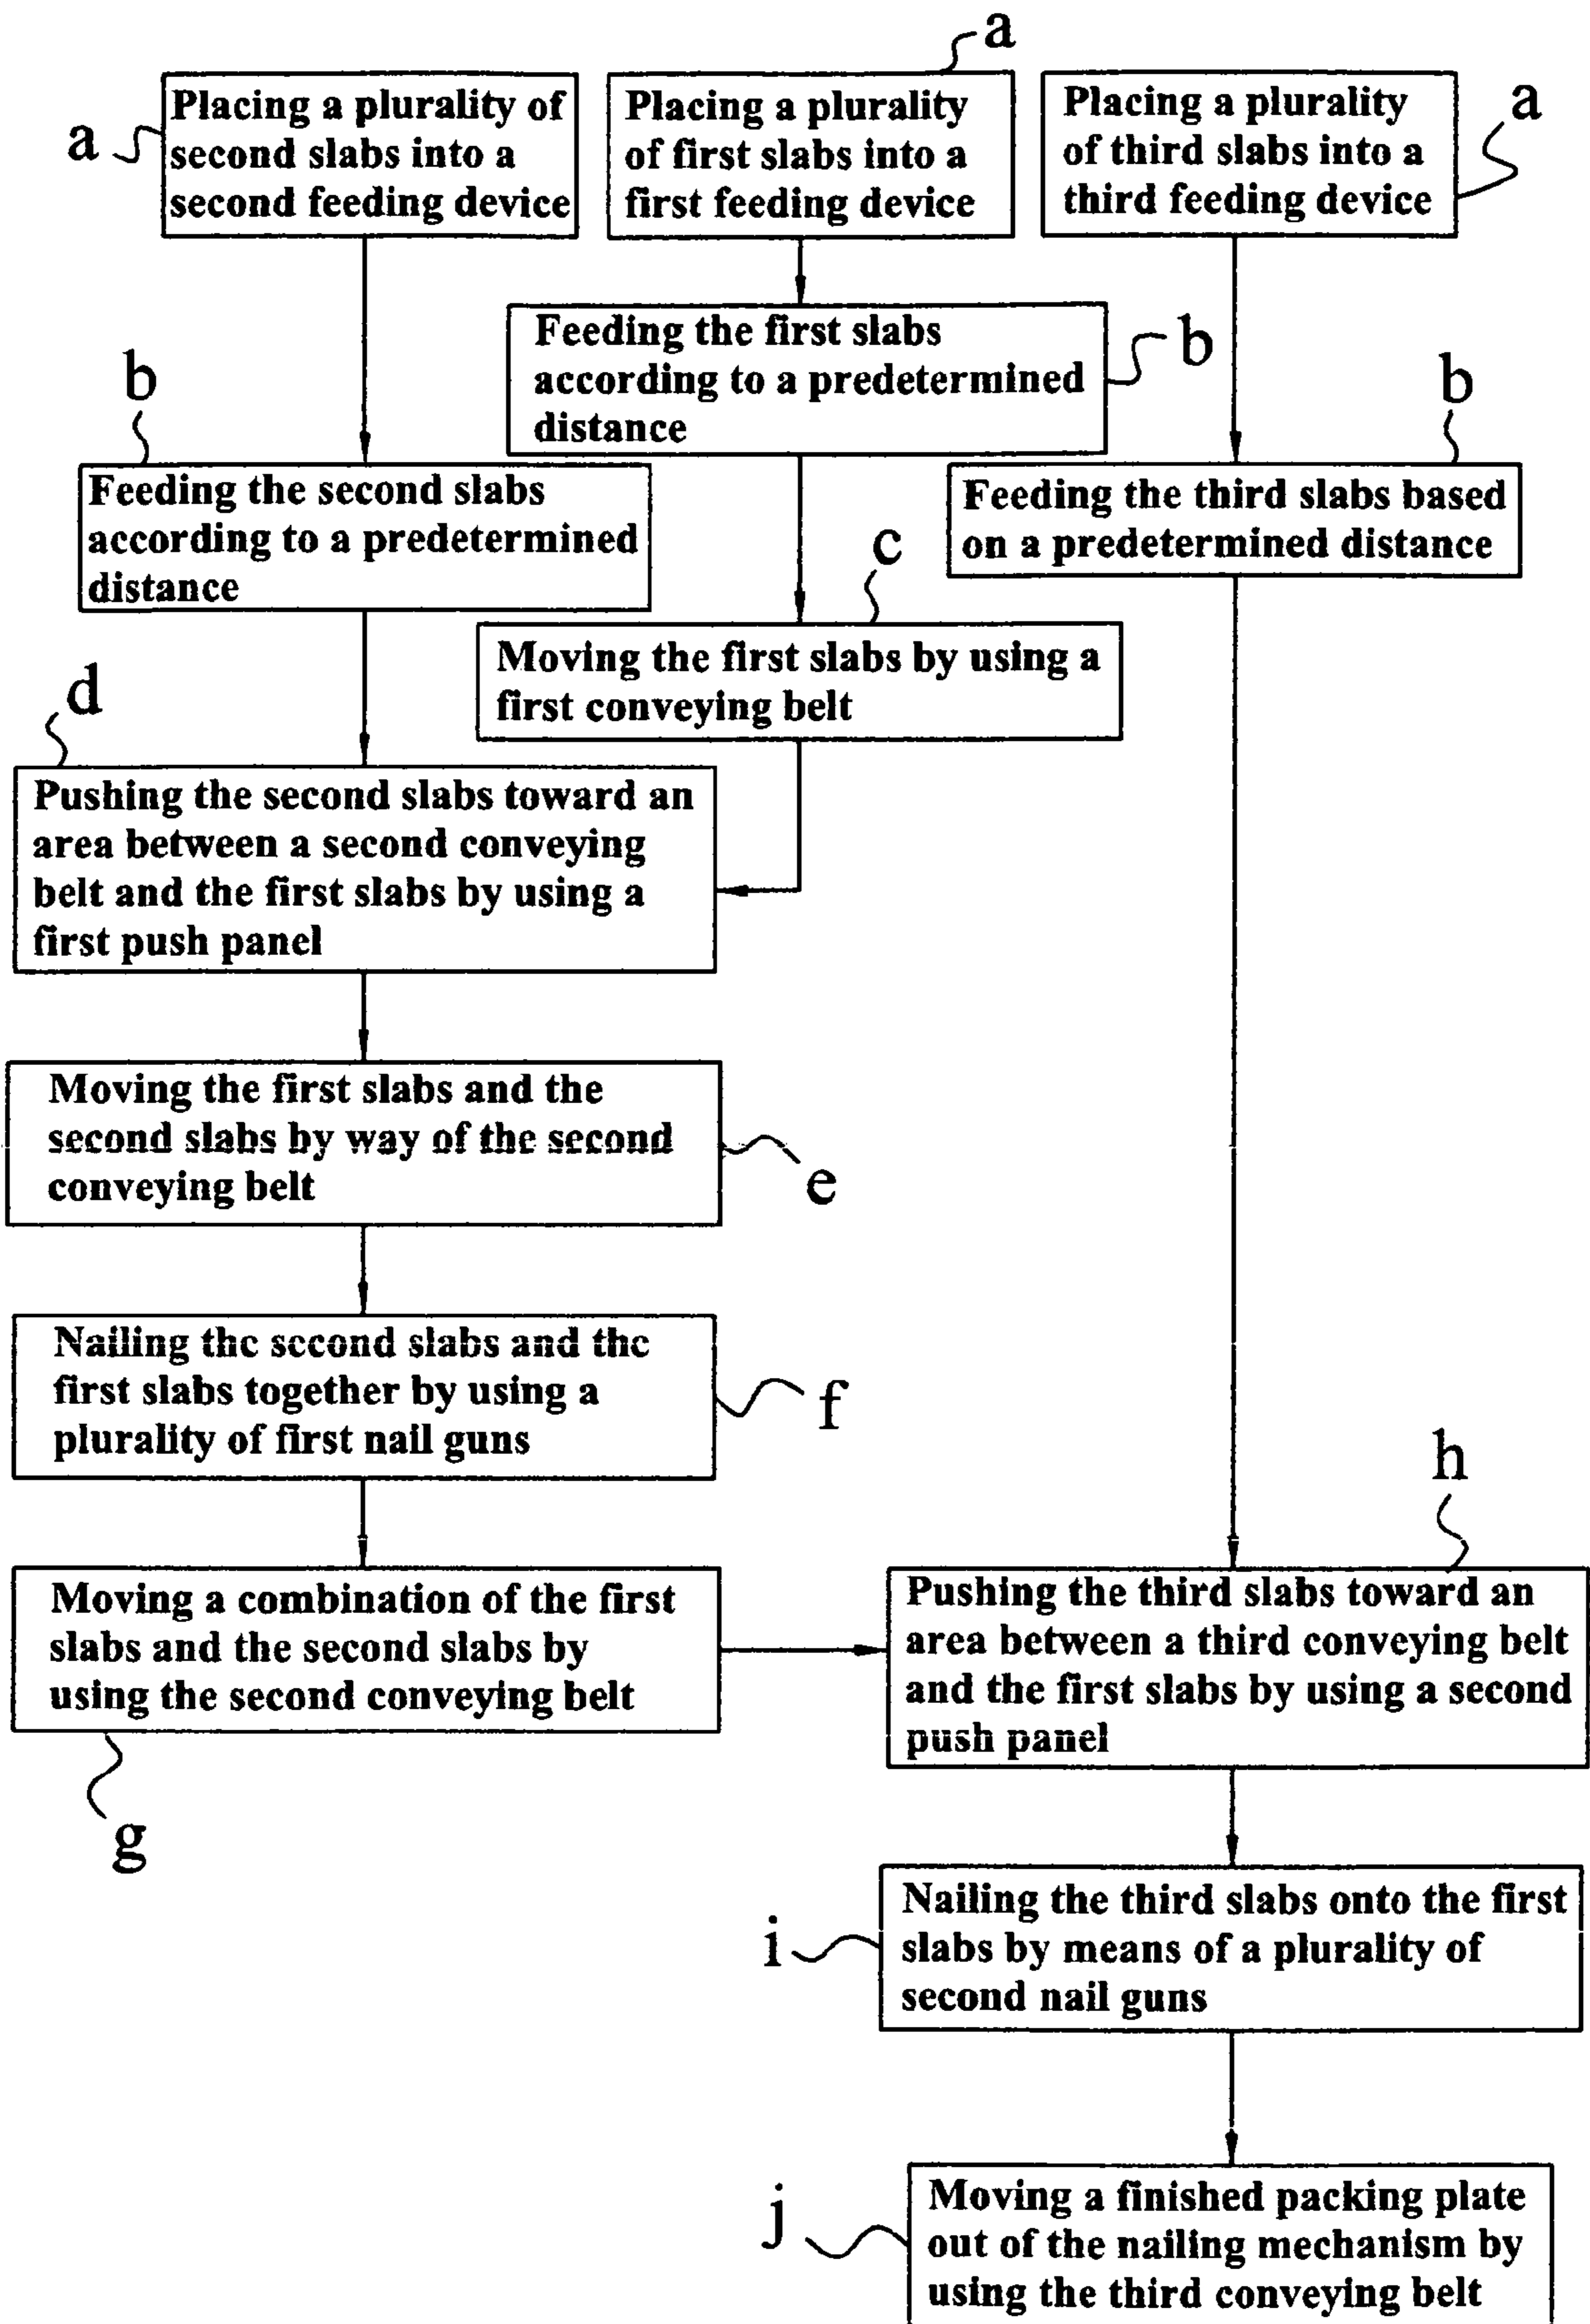 a
a
Placing a plurality of
second slabs into a
second feeding device
Placing a plurality
of first slabs into a
first feeding device
Placing a plurality
of third slabs into a
third feeding device
a
Feeding the first slabs
according to a predetermined
distance
b
b
Feeding the second slabs
according to a predetermined
distance
b
Feeding the third slabs based
on a predetermined distance
c
Moving the first slabs by using a
first conveying belt
d
Pushing the second slabs toward an
area between a second conveying
belt and the first slabs by using a
first push panel
Moving the first slabs and the
second slabs by way of the second
conveying belt
e
Nailing the second slabs and the
first slabs together by using a
plurality of first nail guns
f
Moving a combination of the first
slabs and the second slabs by
using the second conveying belt
g
h
Pushing the third slabs toward an
area between a third conveying belt
and the first slabs by using a second
push panel
i
Nailing the third slabs onto the first
slabs by means of a plurality of
second nail guns
j
Moving a finished packing plate
out of the nailing mechanism by
using the third conveying belt